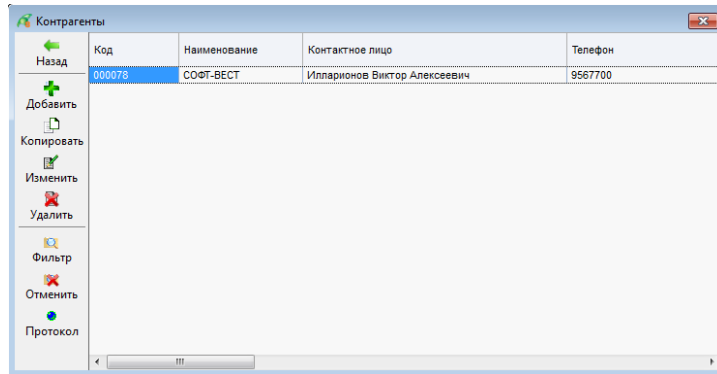 Контрагенты
Назад
Код Наименование Контактное лицо Телефон
000078 СОФТ-ВЕСТ Илларионов Виктор Алексеевич 9567700
Добавить
Копировать
Изменить
Удалить
Фильтр
Отменить
Протокол